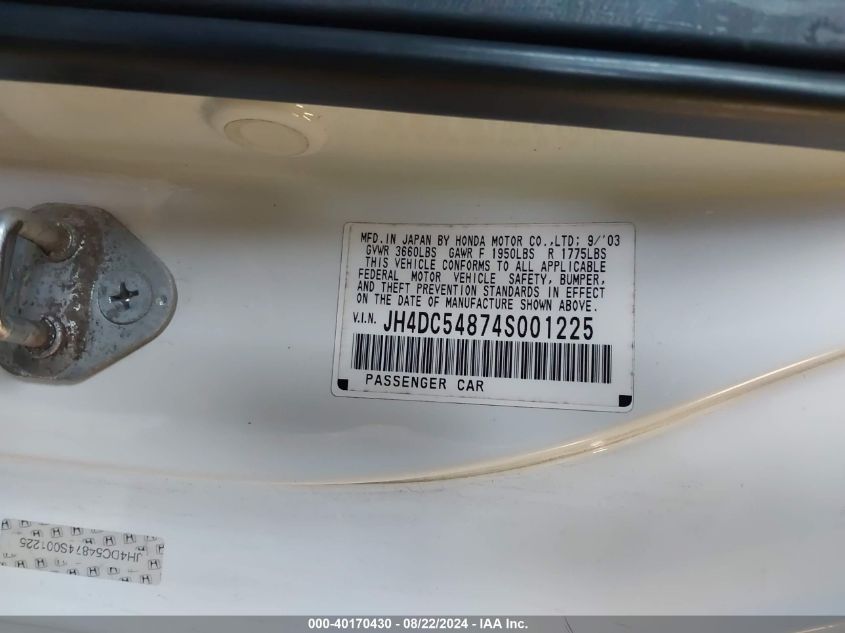 MFD.IN JAPAN BY HONDA MOTOR CO.,LTD; 9/'03
GVWR 3660LBS GAWR F 1950LBS R 1775LBS
THIS VEHICLE CONFORMS TO ALL APPLICABLE
FEDERAL MOTOR VEHICLE SAFETY, BUMPER,
AND THEFT PREVENTION STANDARDS IN EFFECT
ON THE DATE OF MANUFACTURE SHOWN ABOVE.
V.I.N. JH4DC54874S001225
PASSENGER CAR
JH4DC54874S001225
000-40170430 - 08/22/2024 - IAA Inc.